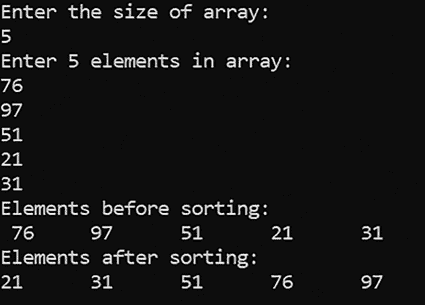 Enter the size of array:
5
Enter 5 elements in array:
76
97
51
21
31
Elements before sorting:
76 97 51 21 31
Elements after sorting:
21 31 51 76 97